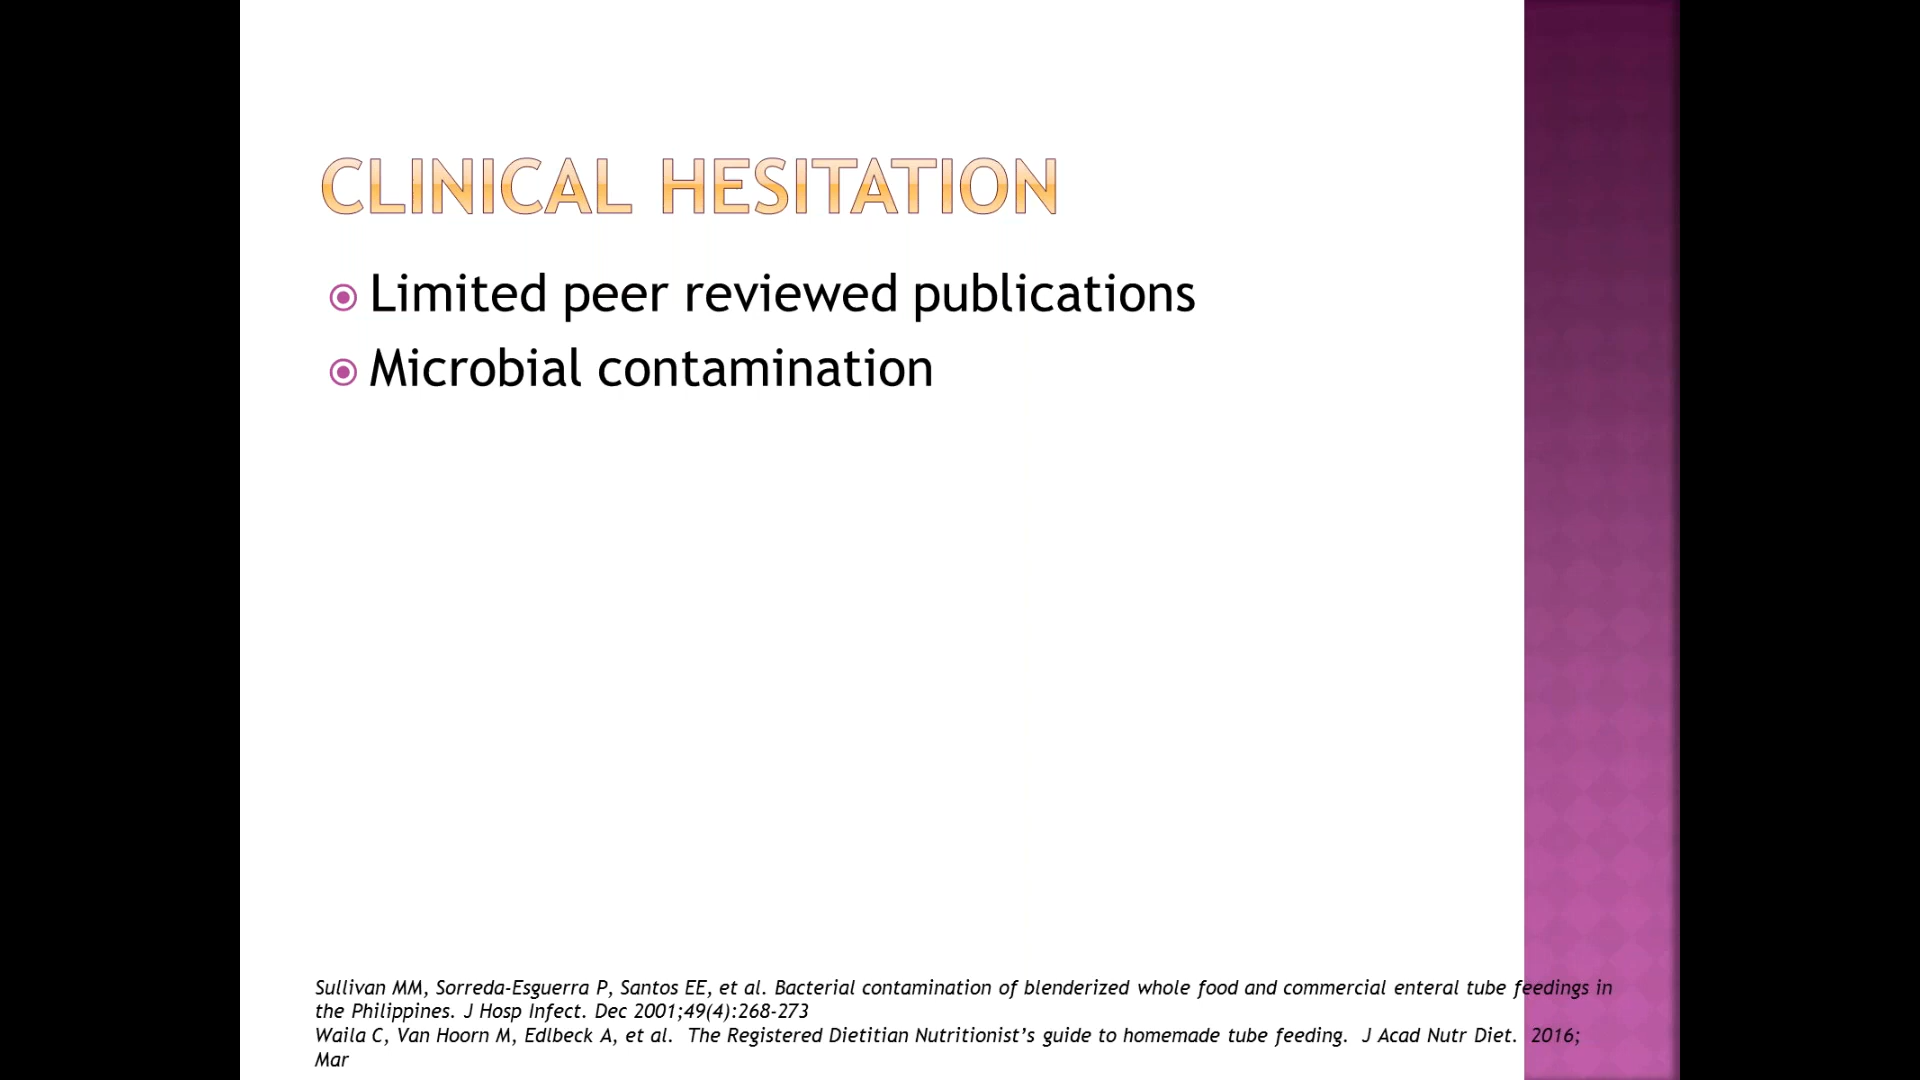 CLINICAL HESITATION
Limited peer reviewed publications
Microbial contamination
Sullivan MM, Sorreda-Esguerra P, Santos EE, et al. Bacterial contamination of blenderized whole food and commercial enteral tube feedings in
the Philippines. J Hosp Infect. Dec 2001;49(4):268-273
Waila C, Van Hoorn M, Edlbeck A, et al. The Registered Dietitian Nutritionist’s guide to homemade tube feeding. J Acad Nutr Diet. 2016;
Mar